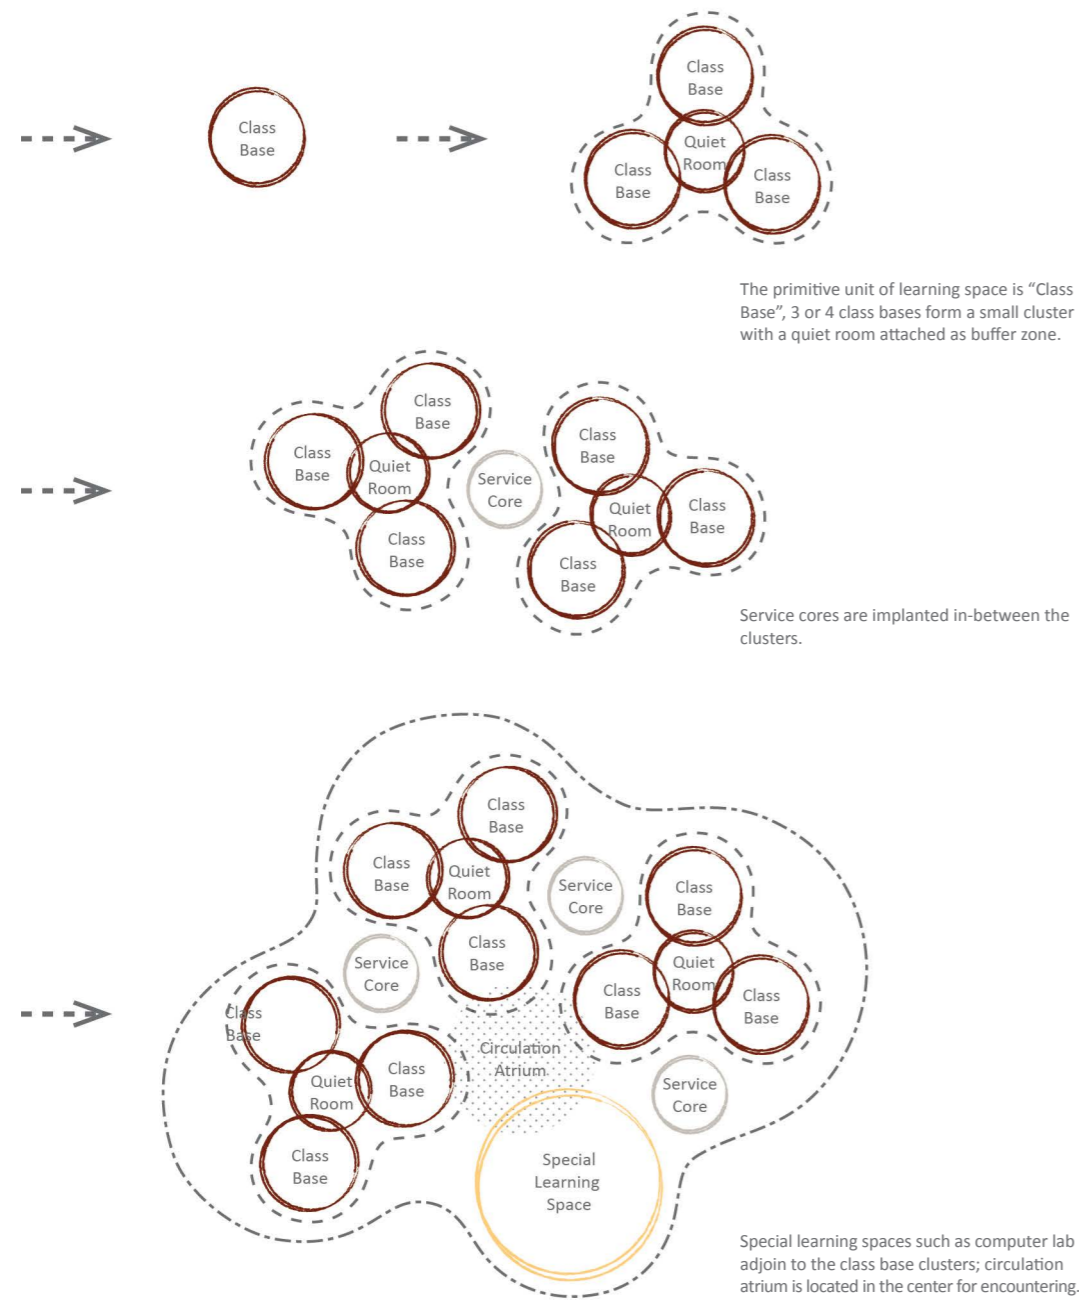 Class
Base
Class
Base
Quiet
Room
Class
Base
Class
Base
The primitive unit of learning space is “Class
Base”, 3 or 4 class bases form a small cluster
with a quiet room attached as buffer zone.
Class
Base
Class
Base
Quiet
Room
Class
Base
Service
Core
Class
Base
Quiet
Room
Class
Base
Class
Base
Service cores are implanted in-between the
clusters.
Class
Base
Class
Base
Quiet
Room
Class
Base
Service
Core
Class
Base
Quiet
Room
Class
Base
Class
Base
Service
Core
Class
Base
Quiet
Room
Class
Base
Class
Base
Circulation
Atrium
Service
Core
Special
Learning
Space
Special learning spaces such as computer lab
adjoin to the class base clusters; circulation
atrium is located in the center for encountering.